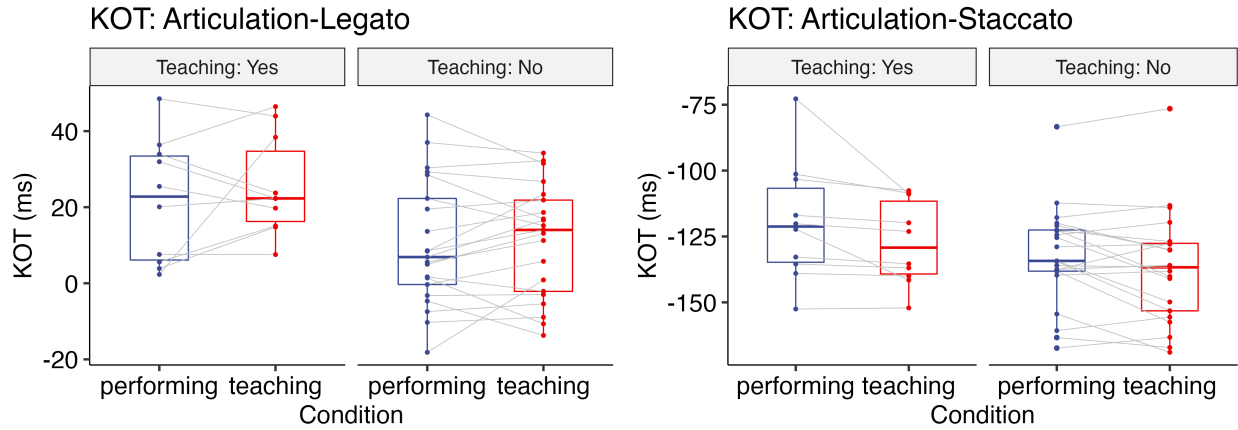 KOT: Articulation-Legato
Teaching: Yes
Teaching: No
KOT (ms)
40
20
0
-20
performing
teaching
performing
teaching
Condition
KOT: Articulation-Staccato
Teaching: Yes
Teaching: No
KOT (ms)
-75
-100
-125
-150
performing
teaching
performing
teaching
Condition